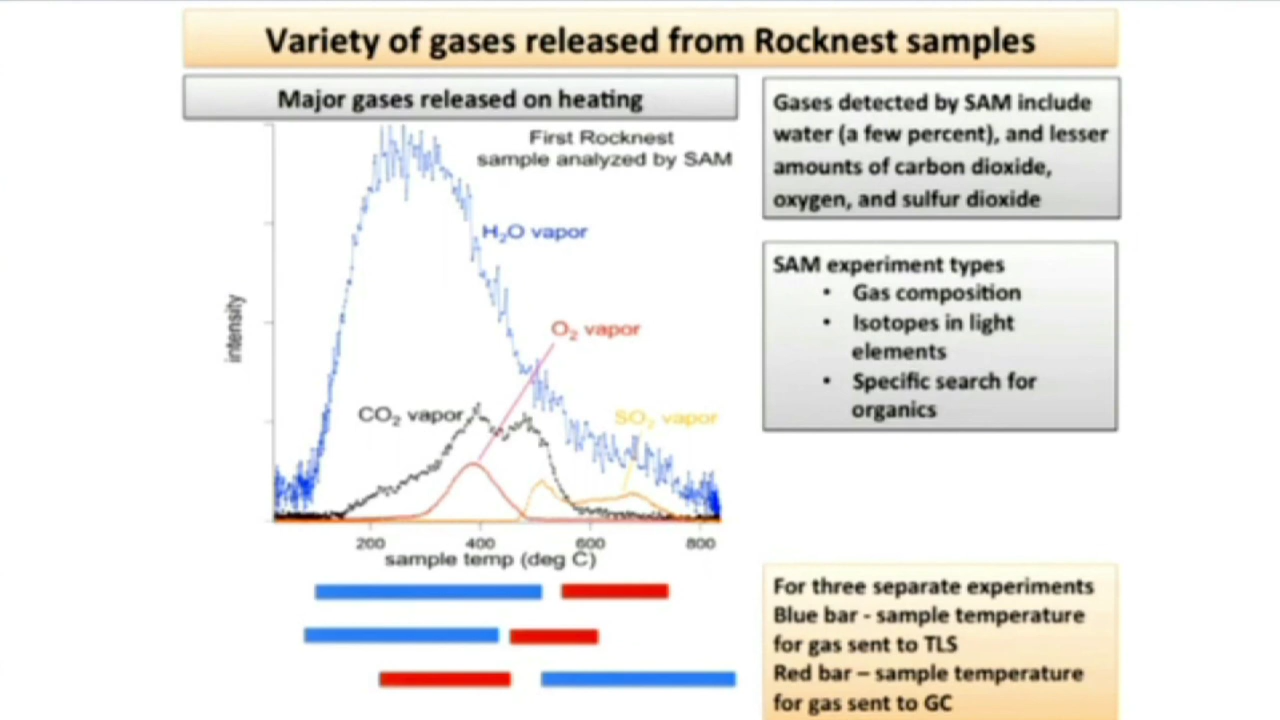 Variety of gases released from Rocknest samples
Major gases released on heating
First Rocknest
sample analyzed by SAM
H₂O vapor
O₂ vapor
CO₂ vapor
SO₂ vapor
intensity
200 400 600 800
sample temp (deg C)
Gases detected by SAM include
water (a few percent), and lesser
amounts of carbon dioxide,
oxygen, and sulfur dioxide
SAM experiment types
• Gas composition
• Isotopes in light
elements
• Specific search for
organics
For three separate experiments
Blue bar - sample temperature
for gas sent to TLS
Red bar – sample temperature
for gas sent to GC